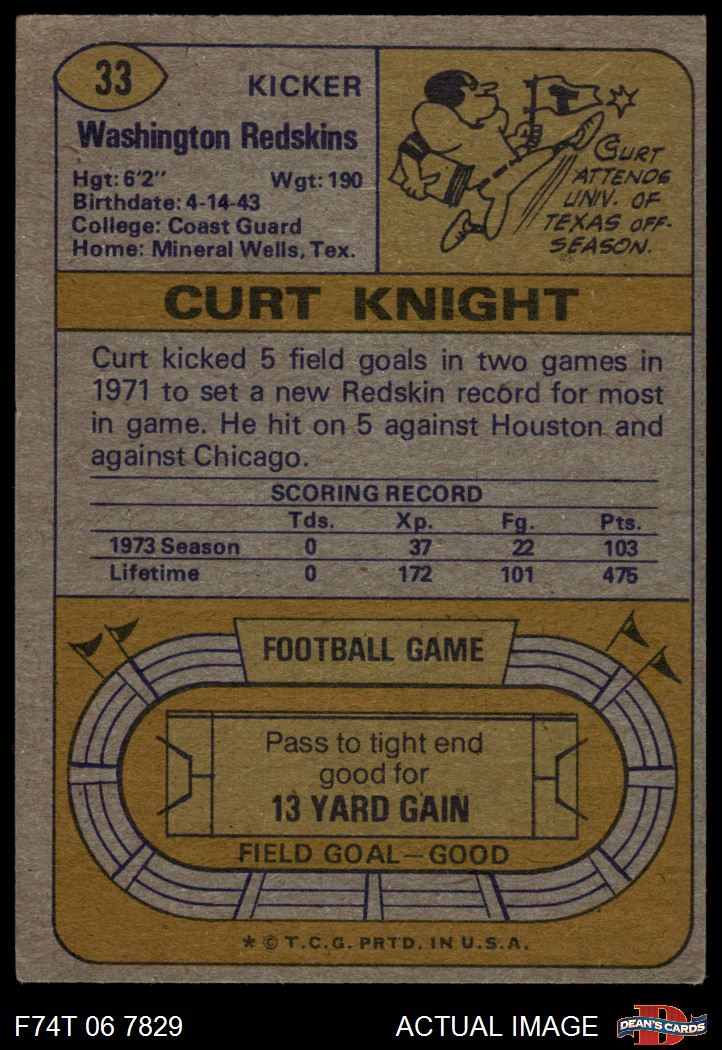 33
KICKER
Washington Redskins
Hgt: 6'2" Wgt: 190
Birthdate: 4-14-43
College: Coast Guard
Home: Mineral Wells, Tex.
T
CURT
ATTENDS
UNIV. OF
TEXAS OFF-
SEASON.
CURT KNIGHT
Curt kicked 5 field goals in two games in
1971 to set a new Redskin record for most
in game. He hit on 5 against Houston and
against Chicago.
SCORING RECORD
Tds. Xp. Fg. Pts.
1973 Season 0 37 22 103
Lifetime 0 172 101 475
FOOTBALL GAME
Pass to tight end
good for
13 YARD GAIN
FIELD GOAL—GOOD
* © T.C.G. PRTD. IN U.S.A.
F74T 06 7829 ACTUAL IMAGE
D
DEAN'S CARDS